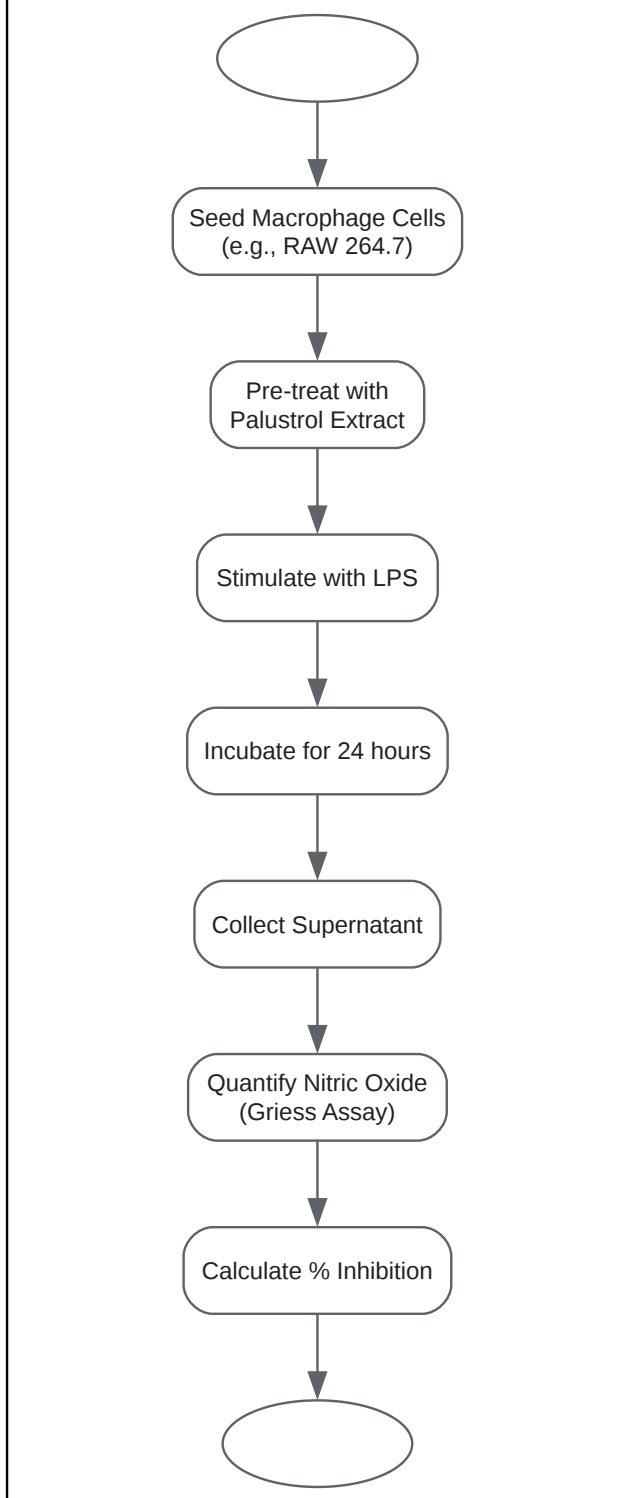 Seed Macrophage Cells
(e.g., RAW 264.7)
Pre-treat with
Palustrol Extract
Stimulate with LPS
Incubate for 24 hours
Collect Supernatant
Quantify Nitric Oxide
(Griess Assay)
Calculate % Inhibition